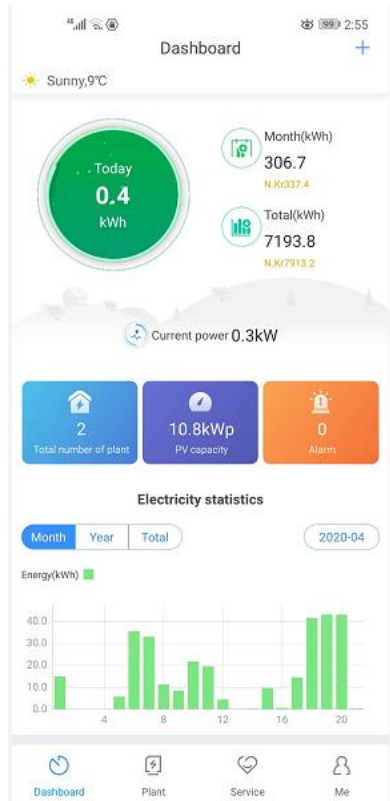 99 2:55
Dashboard +
Sunny,9℃
Today
0.4
kWh
Month(kWh)
306.7
N.Kr337.4
Total(kWh)
7193.8
N.Kr7913.2
Current power 0.3kW
2
Total number of plant
10.8kWp
PV capacity
0
Alarm
Electricity statistics
Month Year Total 2020-04
Energy(kWh)
40.0
30.0
20.0
10.0
0.0
4 8 12 16 20
Dashboard Plant Service Me